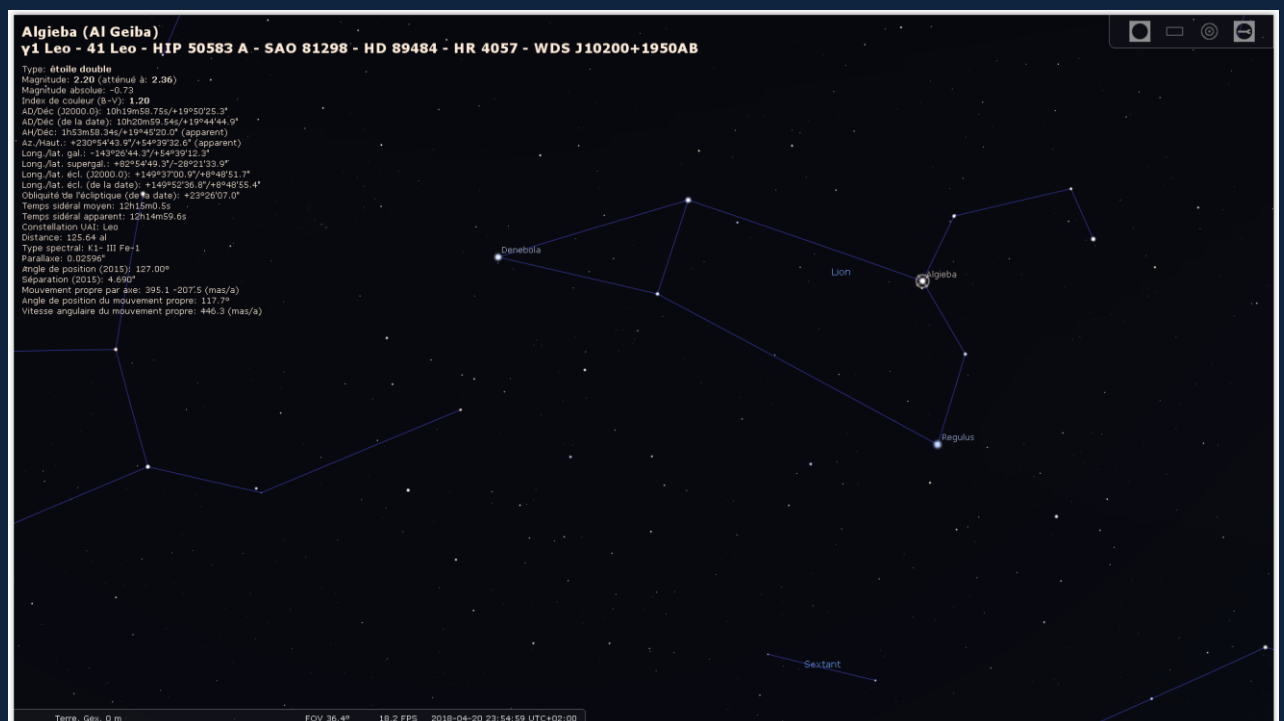 Algieba (Al Geiba)
γ1 Leo - 41 Leo - HIP 50583 A - SAO 81298 - HD 89484 - HR 4057 - WDS J10200+1950AB
Type: étoile double
Magnitude: 2.20 (atténué à: 2.36)
Magnitude absolue: -0.73
Index de couleur (B-V): 1.20
AD/Déc (J2000.0): 10h19m58.75s/+19°50'25.3"
AD/Déc (de la date): 10h20m59.54s/+19°44'44.9"
AH/Déc: 1h53m58.34s/+19°45'20.0" (apparent)
Az./Haut.: +230°54'43.9"/+54°39'32.6" (apparent)
Long./lat. gal.: -143°26'44.3"/+54°39'12.3"
Long./lat. supergal.: +82°54'49.3"/-28°21'33.9"
Long./lat. écl. (J2000.0): +149°37'00.9"/+8°48'51.7"
Long./lat. écl. (de la date): +149°52'36.8"/+8°48'55.4"
Obliquité de l'écliptique (de la date): +23°26'07.0"
Temps sidéral moyen: 12h15m0.5s
Temps sidéral apparent: 12h14m59.6s
Constellation UAI: Leo
Distance: 125.64 al
Type spectral: K1- III Fe-1
Parallaxe: 0.02596"
Angle de position (2015): 127.00°
Séparation (2015): 4.690"
Mouvement propre par axe: 395.1 -207.5 (mas/a)
Angle de position du mouvement propre: 117.7°
Vitesse angulaire du mouvement propre: 446.3 (mas/a)
Denebola
Lion
Algieba
Regulus
Sextant
Terre, Gex, 0 m FOV 36.4° 18.2 FPS 2018-04-20 23:54:59 UTC+02:00